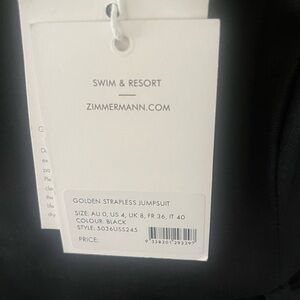 SWIM & RESORT
ZIMMERMANN.COM
GOLDEN STRAPLESS JUMPSUIT
SIZE: AU 0, US 4, UK 8, FR 36, IT 40
COLOUR: BLACK
STYLE: 5036USS245
PRICE: